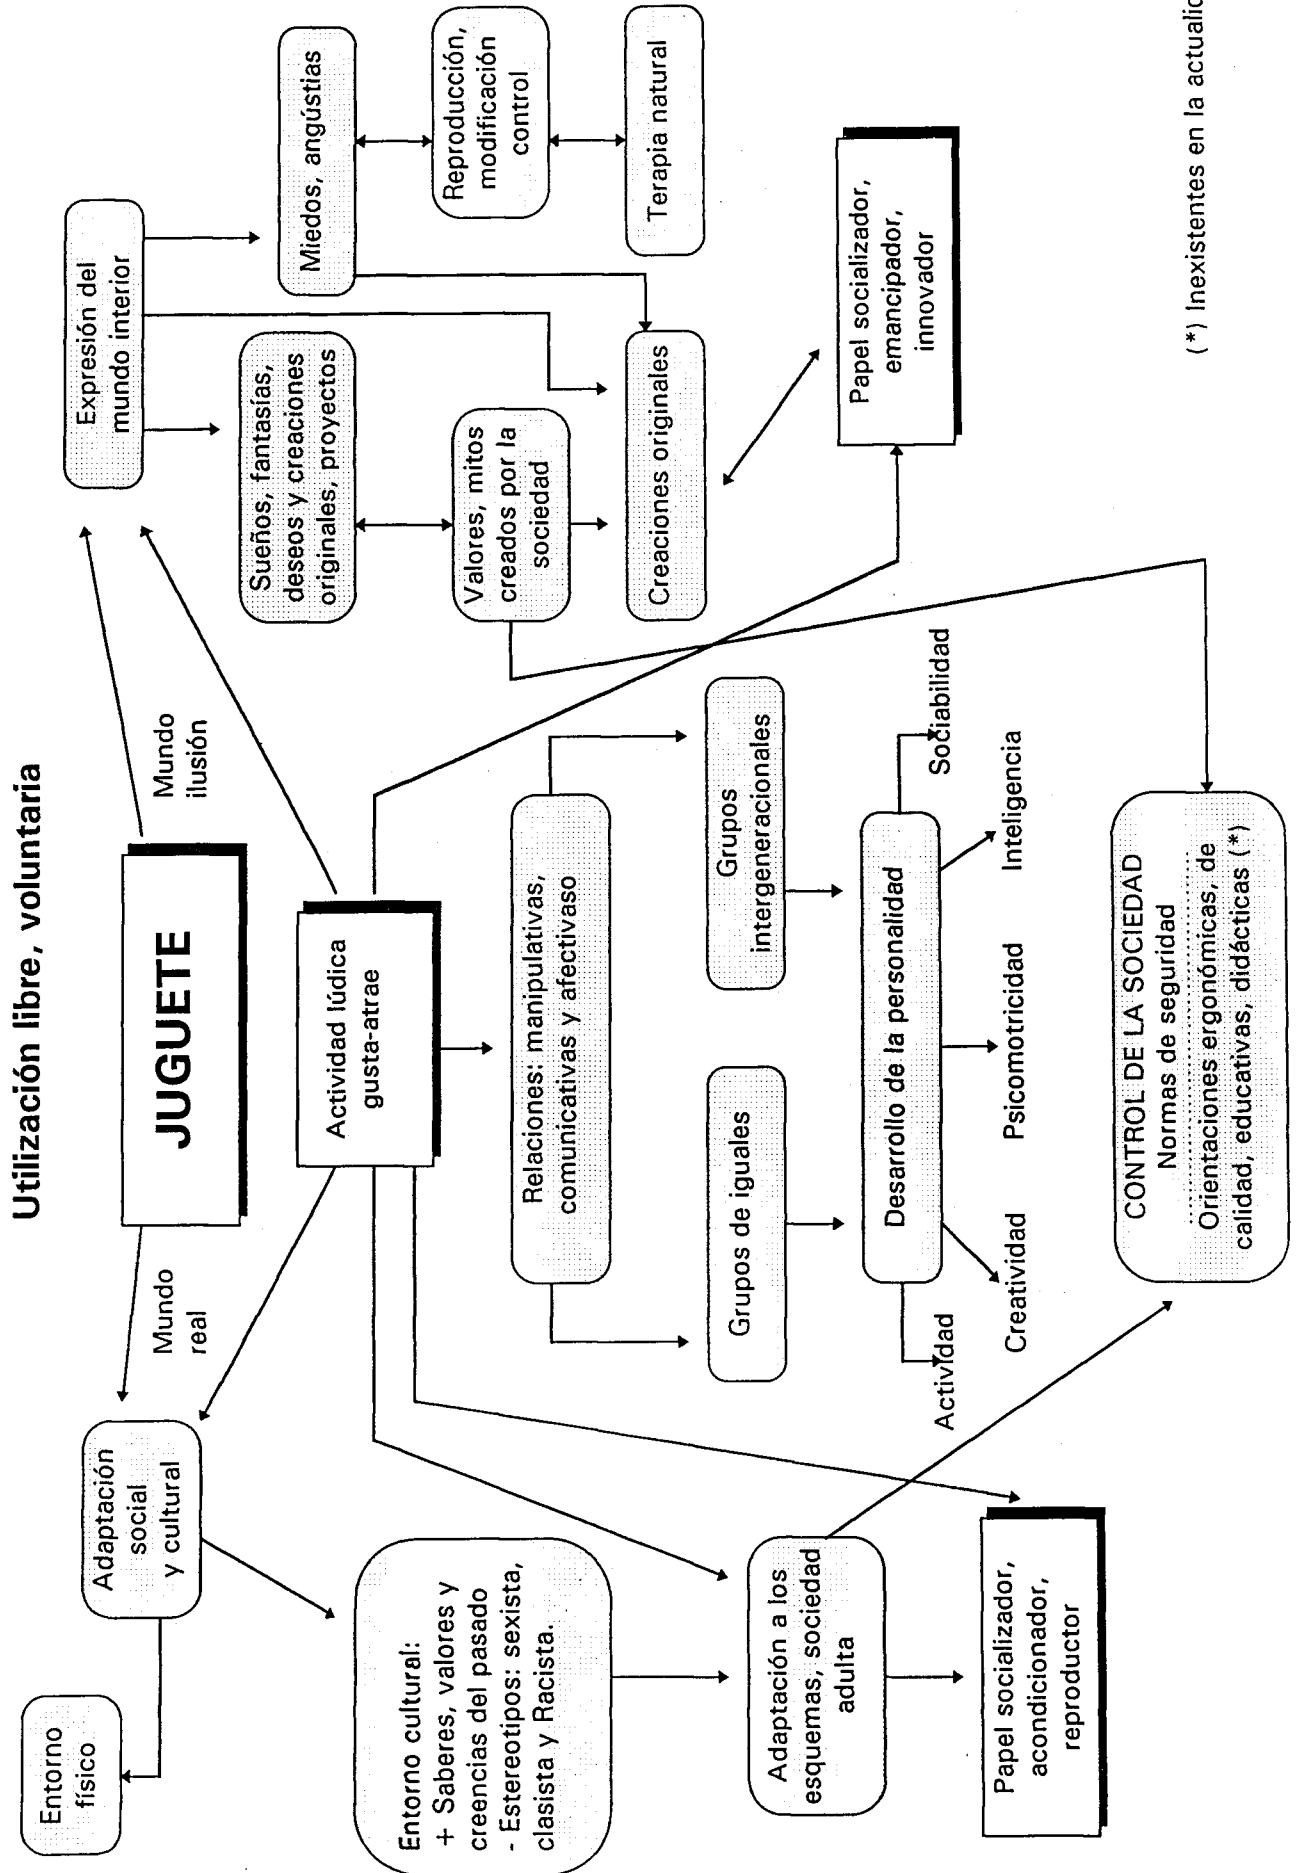 Utilización libre, voluntaria
JUGUETE
Mundo
real
Mundo
ilusión
Entorno
físico
Adaptación
social
y cultural
Expresión del
mundo interior
Actividad lúdica
gusta-atrae
Entorno cultural:
+ Saberes, valores y
creencias del pasado
- Estereotipos: sexista,
clasista y Racista.
Sueños, fantasías,
deseos y creaciones
originales, proyectos
Miedos, angústias
Relaciones: manipulativas,
comunicativas y afectivaso
Valores, mitos
creados por la
sociedad
Reproducción,
modificación
control
Grupos de iguales
Grupos
intergeneracionales
Creaciones originales
Terapia natural
Adaptación a los
esquemas, sociedad
adulta
Desarrollo de la personalidad
Papel socializador,
emancipador,
innovador
Actividad
Creatividad
Psicomotricidad
Inteligencia
Sociabilidad
Papel socializador,
acondicionador,
reproductor
CONTROL DE LA SOCIEDAD
Normas de seguridad
Orientaciones ergonómicas, de
calidad, educativas, didácticas (*)
(*) Inexistentes en la